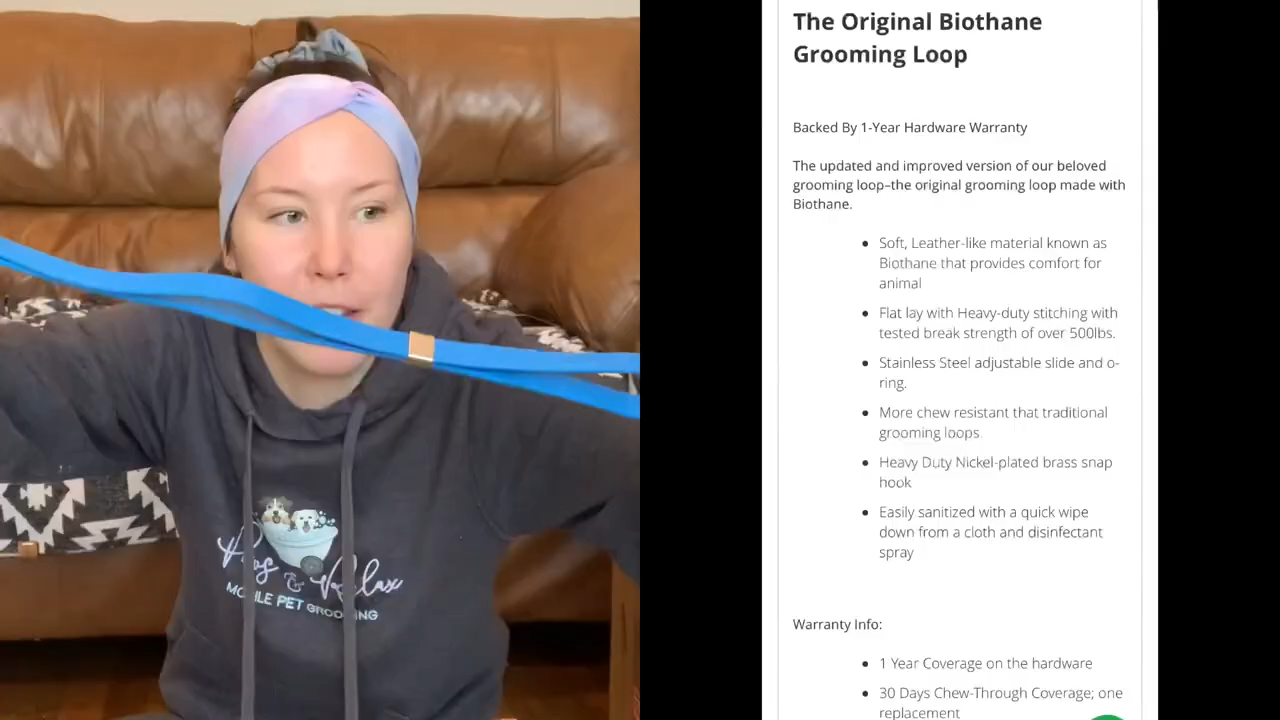 The Original Biothane
Grooming Loop
Backed By 1-Year Hardware Warranty
The updated and improved version of our beloved
grooming loop–the original grooming loop made with
Biothane.
• Soft, Leather-like material known as
Biothane that provides comfort for
animal
• Flat lay with Heavy-duty stitching with
tested break strength of over 500lbs.
• Stainless Steel adjustable slide and o-
ring.
• More chew resistant that traditional
grooming loops.
• Heavy Duty Nickel-plated brass snap
hook
• Easily sanitized with a quick wipe
down from a cloth and disinfectant
spray
Warranty Info:
• 1 Year Coverage on the hardware
• 30 Days Chew-Through Coverage; one
replacement
& Relax
PET GROOMING